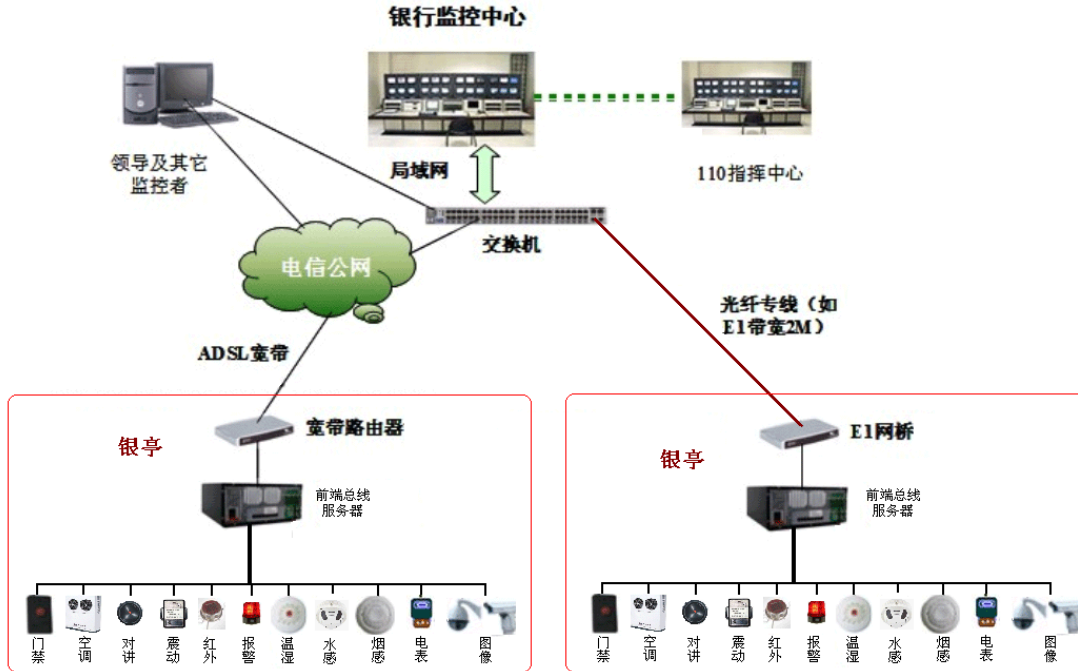 银行监控中心
领导及其它
监控者
局域网
110指挥中心
交换机
电信公网
光纤专线（如
E1带宽2M）
ADSL宽带
银亭
宽带路由器
前端总线
服务器
门禁
空调
对讲
震动
红外
报警
温湿
水感
烟感
电表
图像
银亭
E1网桥
前端总线
服务器
门禁
空调
对讲
震动
红外
报警
温湿
水感
烟感
电表
图像